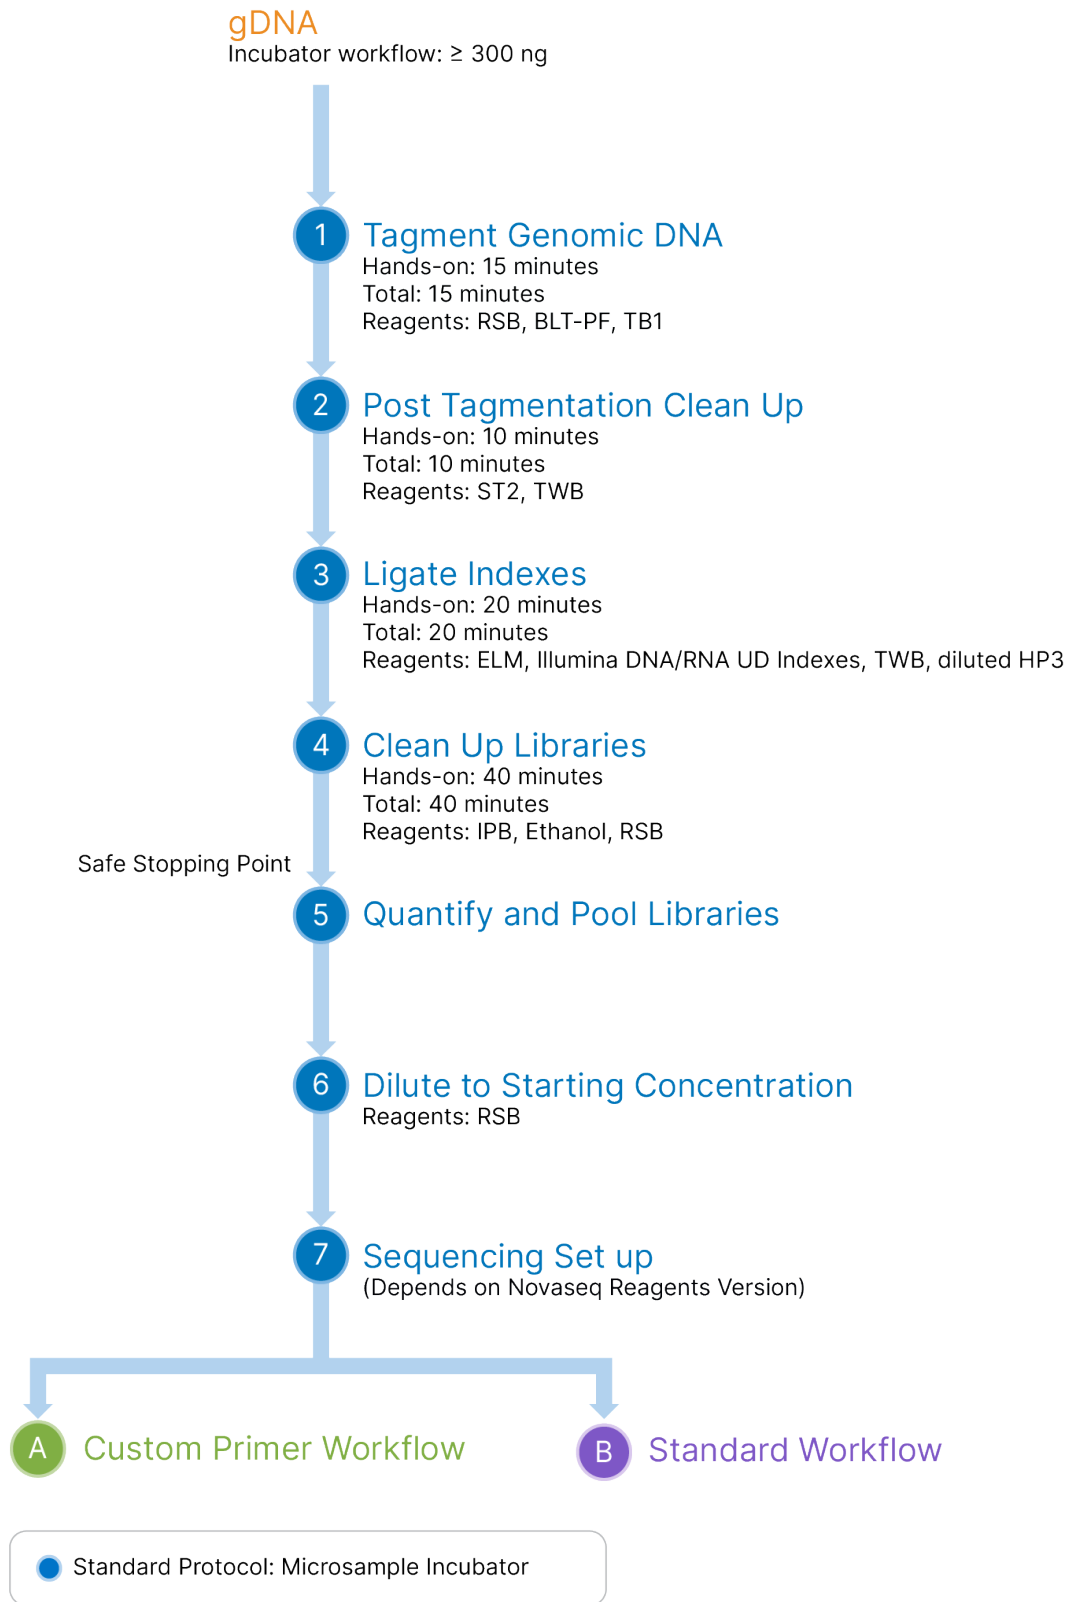 gDNA
Incubator workflow: ≥ 300 ng
1
Tagment Genomic DNA
Hands-on: 15 minutes
Total: 15 minutes
Reagents: RSB, BLT-PF, TB1
2
Post Tagmentation Clean Up
Hands-on: 10 minutes
Total: 10 minutes
Reagents: ST2, TWB
3
Ligate Indexes
Hands-on: 20 minutes
Total: 20 minutes
Reagents: ELM, Illumina DNA/RNA UD Indexes, TWB, diluted HP3
4
Clean Up Libraries
Hands-on: 40 minutes
Total: 40 minutes
Reagents: IPB, Ethanol, RSB
Safe Stopping Point
5
Quantify and Pool Libraries
6
Dilute to Starting Concentration
Reagents: RSB
7
Sequencing Set up
(Depends on Novaseq Reagents Version)
A
Custom Primer Workflow
B
Standard Workflow
Standard Protocol: Microsample Incubator